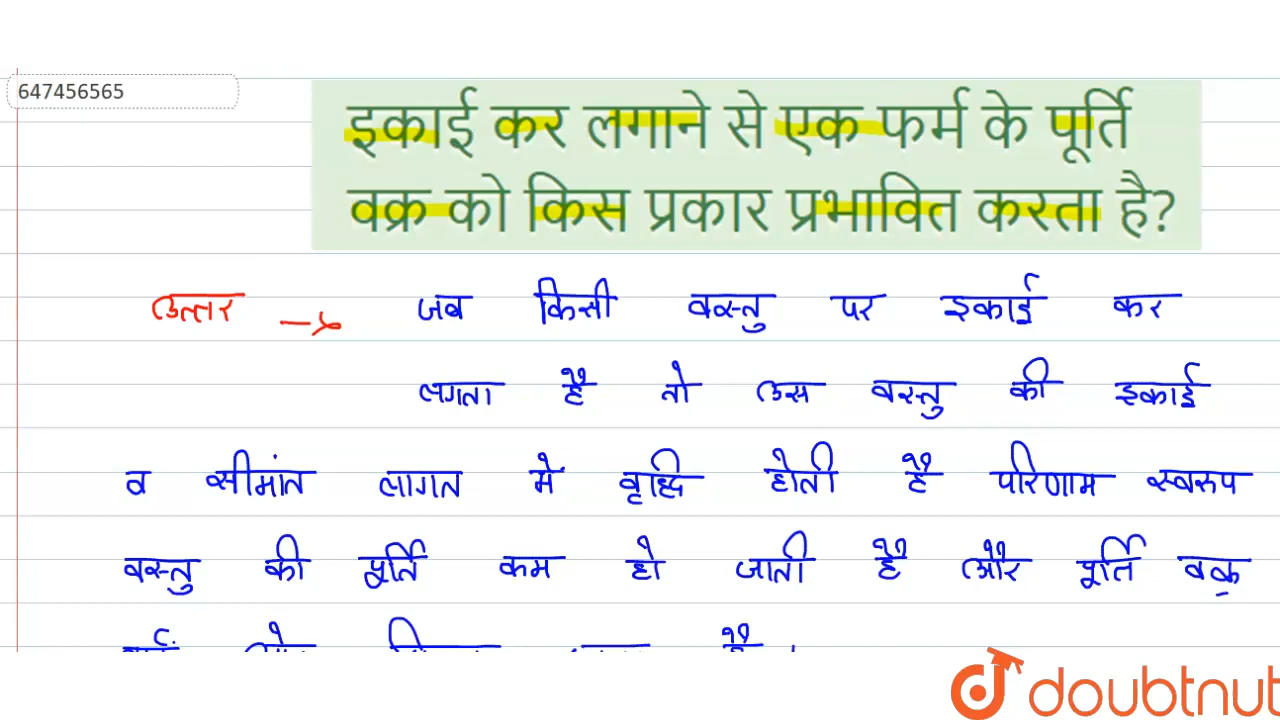 647456565
इकाई कर लगाने से एक फर्म के पूर्ति
वक्र को किस प्रकार प्रभावित करता है?
उत्तर → जब किसी वस्तु पर इकाई कर
लगता है तो उस वस्तु की इकाई
व सीमांत लागत में वृद्धि होती है परिणाम स्वरुप
वस्तु की पूर्ति कम हो जाती है और पूर्ति वक्र
है
doubtnut